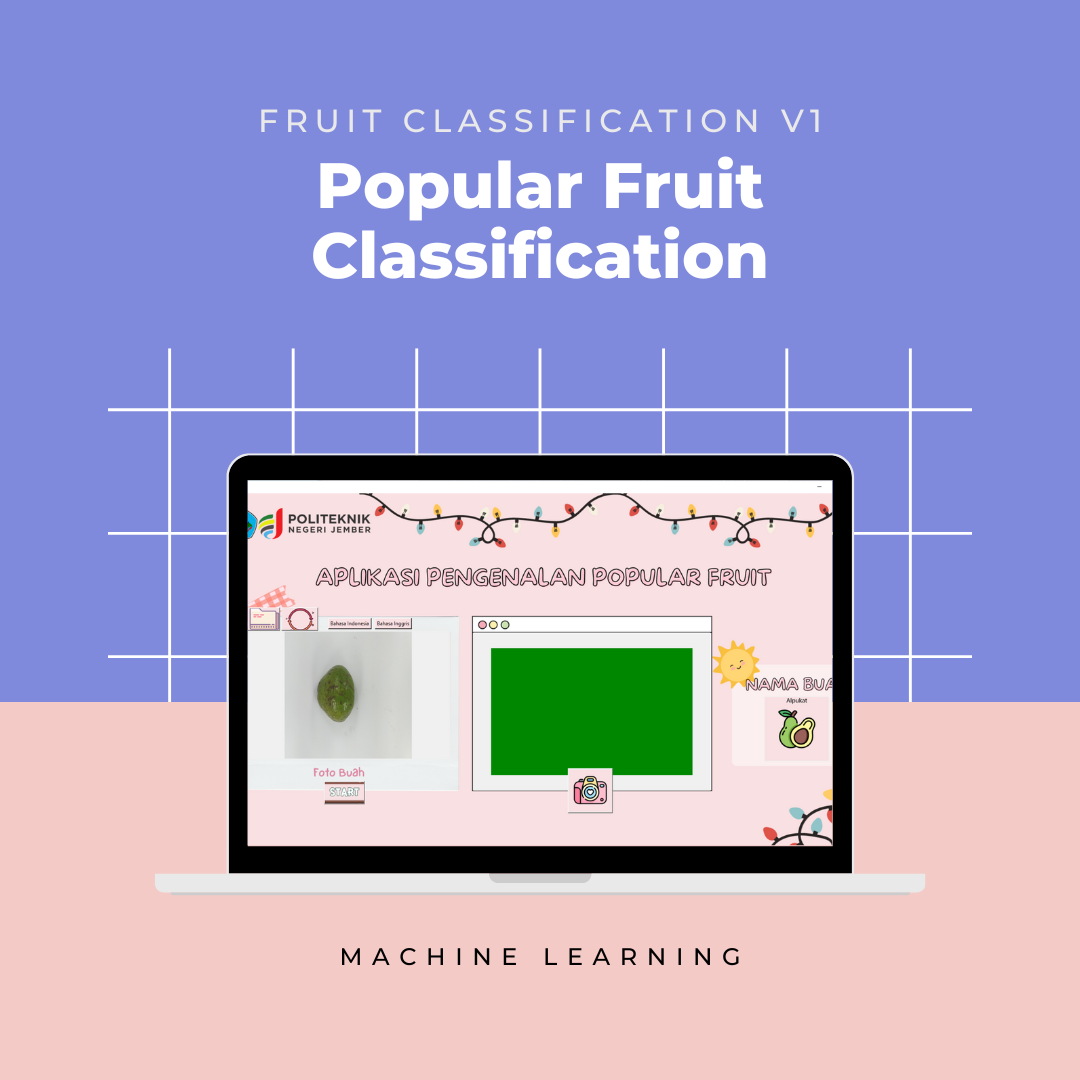 FRUIT CLASSIFICATION V1
Popular Fruit
Classification
POLITEKNIK
NEGERI JEMBER
APLIKASI PENGENALAN POPULAR FRUIT
Bahasa Indonesia
Bahasa Inggris
NAMA BUA
Alpukat
Foto Buah
START
MACHINE LEARNING